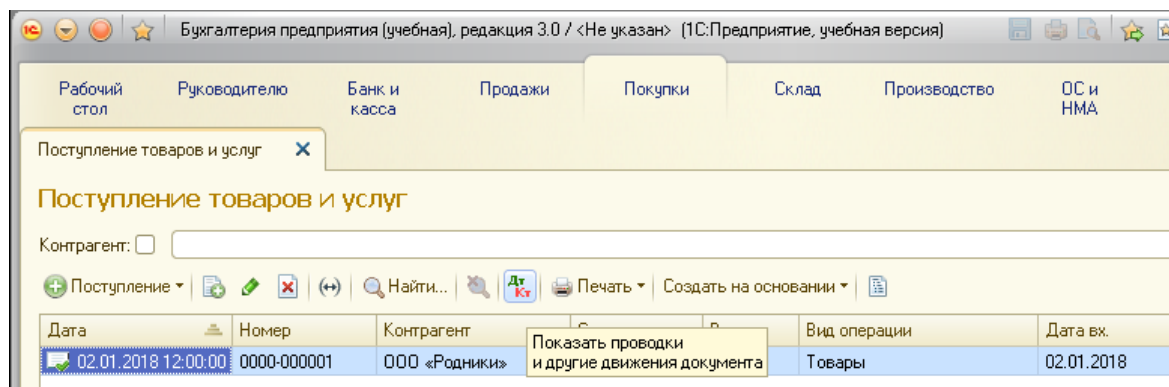 Бухгалтерия предприятия (учебная), редакция 3.0 / <Не указан> (1С:Предприятие, учебная версия)
Рабочий стол Руководителю Банк и касса Продажи Покупки Склад Производство ОС и НМА
Поступление товаров и услуг
Поступление товаров и услуг
Контрагент:
Поступление Найти... Дт Кт Печать Создать на основании
Дата Номер Контрагент Вид операции Дата вх.
Показать проводки
и другие движения документа
02.01.2018 12:00:00 0000-000001 ООО «Родники» Товары 02.01.2018